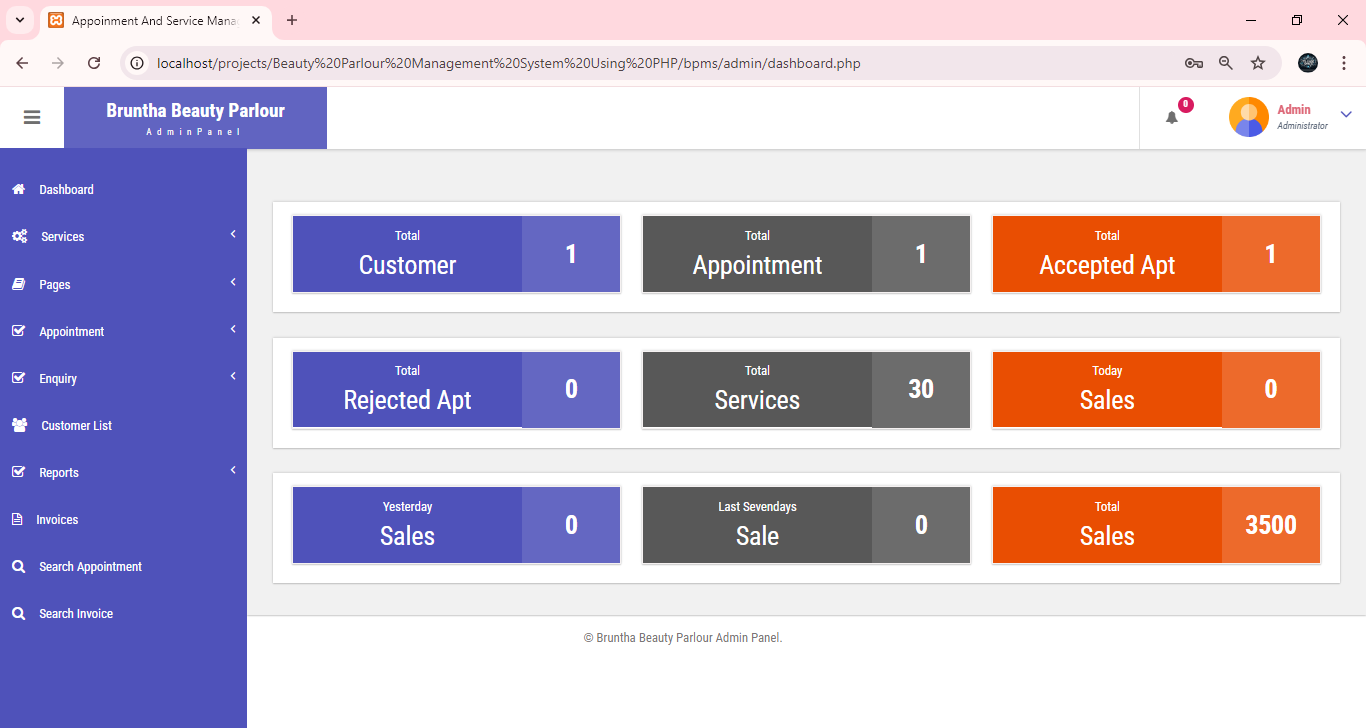 Appoinment And Service Mana
localhost/projects/Beauty%20Parlour%20Management%20System%20Using%20PHP/bpms/admin/dashboard.php
Bruntha Beauty Parlour
AdminPanel
0
Admin
Administrator
Dashboard
Services
Pages
Appointment
Enquiry
Customer List
Reports
Invoices
Search Appointment
Search Invoice
Total
Customer
1
Total
Appointment
1
Total
Accepted Apt
1
Total
Rejected Apt
0
Total
Services
30
Today
Sales
0
Yesterday
Sales
0
Last Sevendays
Sale
0
Total
Sales
3500
© Bruntha Beauty Parlour Admin Panel.